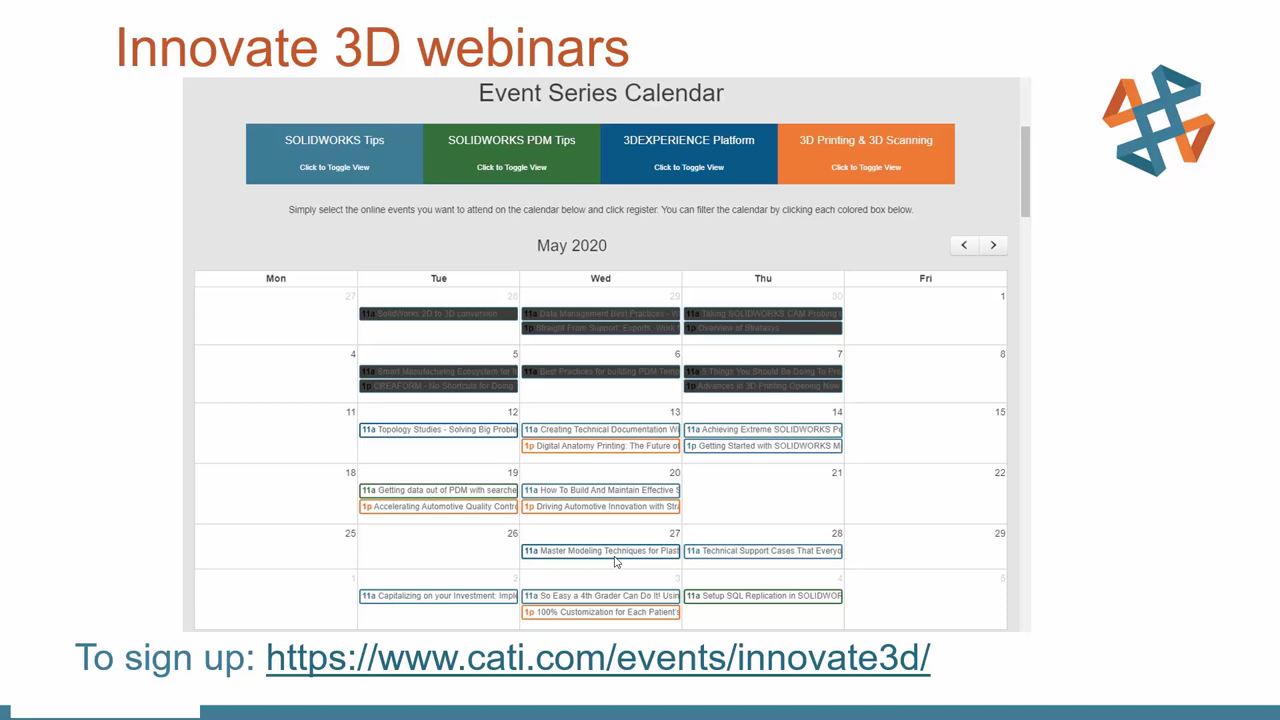 Innovate 3D webinars
Event Series Calendar
SOLIDWORKS Tips
Click to Toggle View
SOLIDWORKS PDM Tips
Click to Toggle View
3DEXPERIENCE Platform
Click to Toggle View
3D Printing & 3D Scanning
Click to Toggle View
Simply select the online events you want to attend on the calendar below and click register. You can filter the calendar by clicking each colored box below.
May 2020
Mon Tue Wed Thu Fri
27 28 29 30 1
11a SolidWorks 2D to 3D conversion
11a Data Management Best Practices - W
1p Straight From Support: Exports, Work
11a Taking SOLIDWORKS CAM Probing
1p Overview of Stratasys
4 5 6 7 8
11a Smart Manufacturing Ecosystem for
1p CREAFORM - No Shortcuts for Doing
11a Best Practices for building PDM Temp
11a 5 Things You Should Be Doing To Pre
1p Advances in 3D Printing Opening New
11 12 13 14 15
11a Topology Studies - Solving Big Proble
11a Creating Technical Documentation Wi
1p Digital Anatomy Printing: The Future of
11a Achieving Extreme SOLIDWORKS Pe
1p Getting Started with SOLIDWORKS M
18 19 20 21 22
11a Getting data out of PDM with searche
1p Accelerating Automotive Quality Contr
11a How To Build And Maintain Effective S
1p Driving Automotive Innovation with Stra
25 26 27 28 29
11a Master Modeling Techniques for Plast
11a Technical Support Cases That Everyo
1 2 3 4 5
11a Capitalizing on your Investment: Imple
11a So Easy a 4th Grader Can Do It! Using
1p 100% Customization for Each Patient's
11a Setup SQL Replication in SOLIDWOR
To sign up: https://www.cati.com/events/innovate3d/